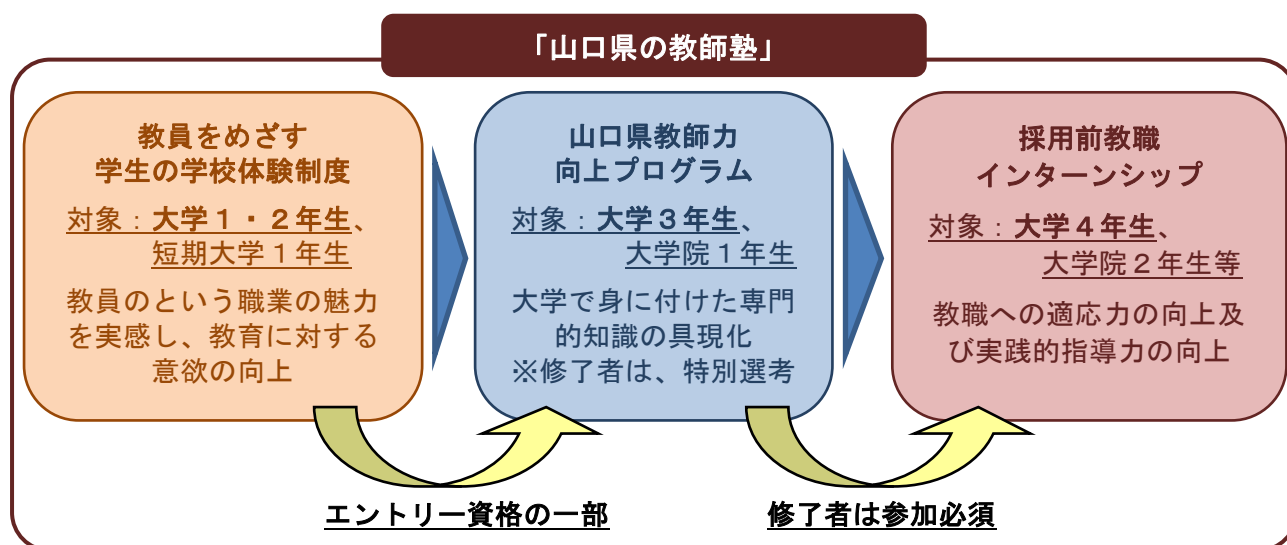 「山口県の教師塾」
教員をめざす
学生の学校体験制度
対象：大学１・２年生、
短期大学１年生
教員のという職業の魅力
を実感し、教育に対する
意欲の向上
山口県教師力
向上プログラム
対象：大学３年生、
大学院１年生
大学で身に付けた専門
的知識の具現化
※修了者は、特別選考
採用前教職
インターンシップ
対象：大学４年生、
大学院２年生等
教職への適応力の向上及
び実践的指導力の向上
エントリー資格の一部
修了者は参加必須